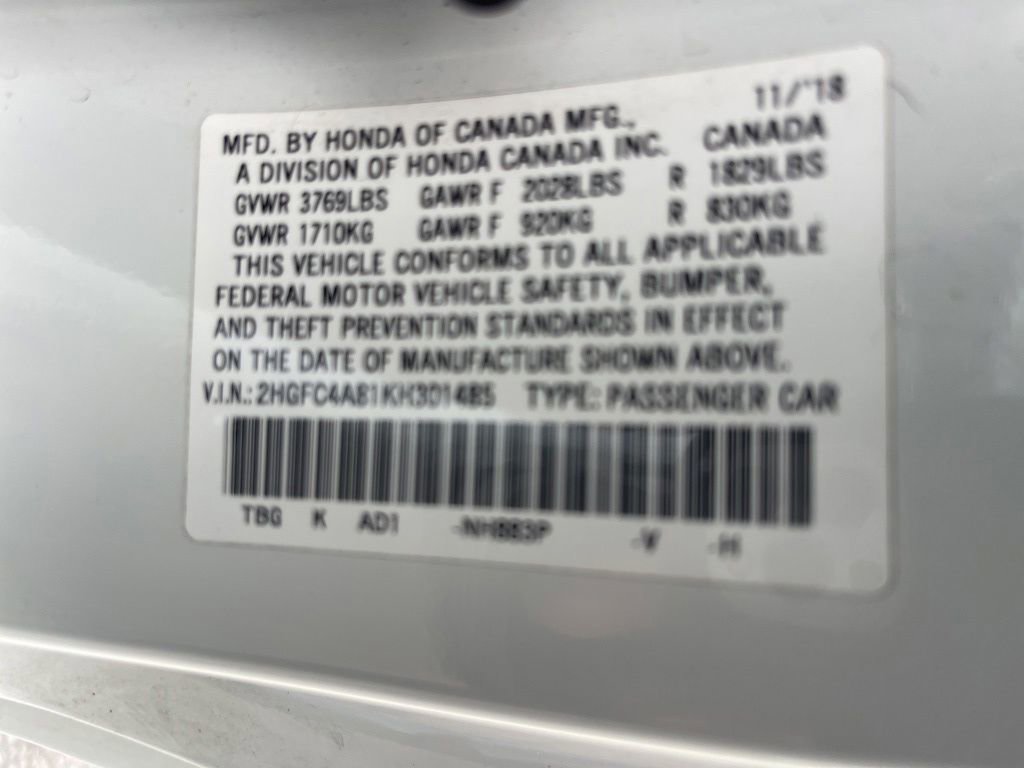 11/'18
MFD. BY HONDA OF CANADA MFG.,
A DIVISION OF HONDA CANADA INC. CANADA
GVWR 3769LBS GAWR F 2028LBS R 1829LBS
GVWR 1710KG GAWR F 920KG R 830KG
THIS VEHICLE CONFORMS TO ALL APPLICABLE
FEDERAL MOTOR VEHICLE SAFETY, BUMPER,
AND THEFT PREVENTION STANDARDS IN EFFECT
ON THE DATE OF MANUFACTURE SHOWN ABOVE.
V.I.N.: 2HGFC4A81KH301485 TYPE: PASSENGER CAR
TBG K AD1 -NH883P -V -H